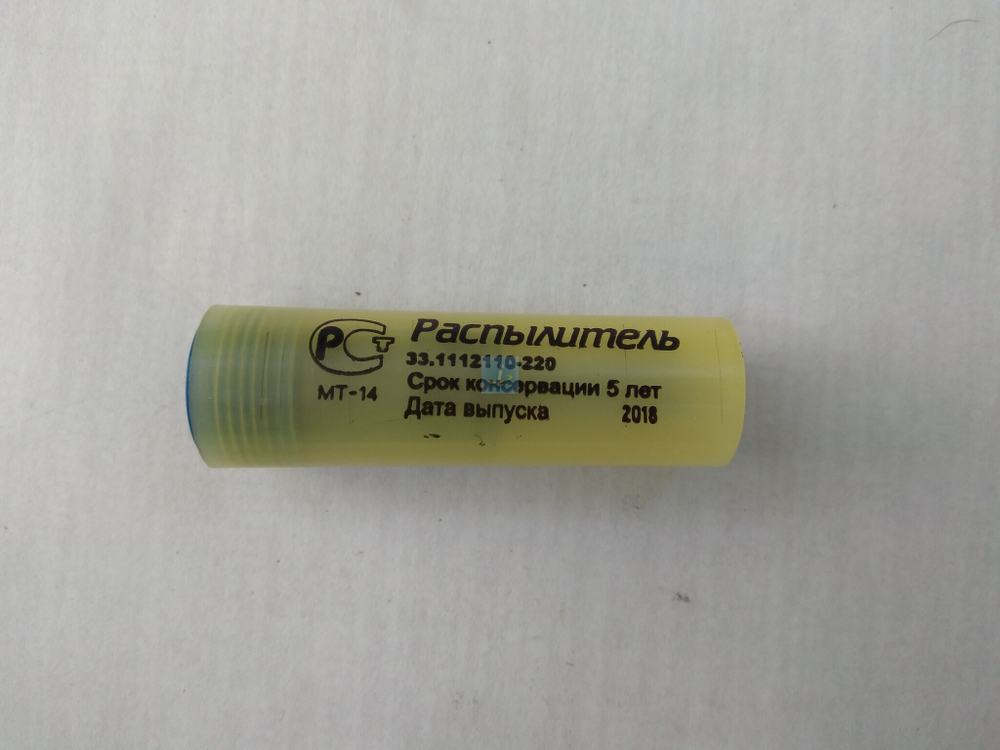 РСТ
МТ-14
Распылитель
33.1112110-220
Срок консервации 5 лет
Дата выпуска 2018